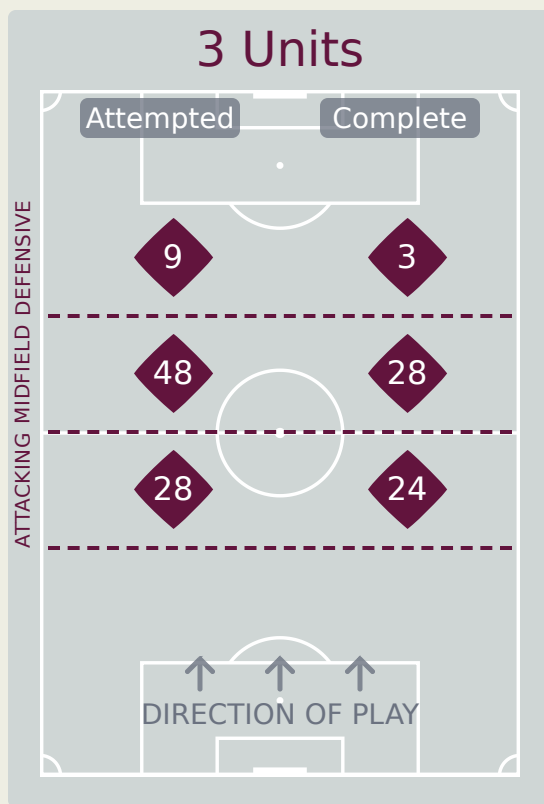 3 Units
Attempted Complete
ATTACKING MIDFIELD DEFENSIVE
9 3
48 28
28 24
DIRECTION OF PLAY